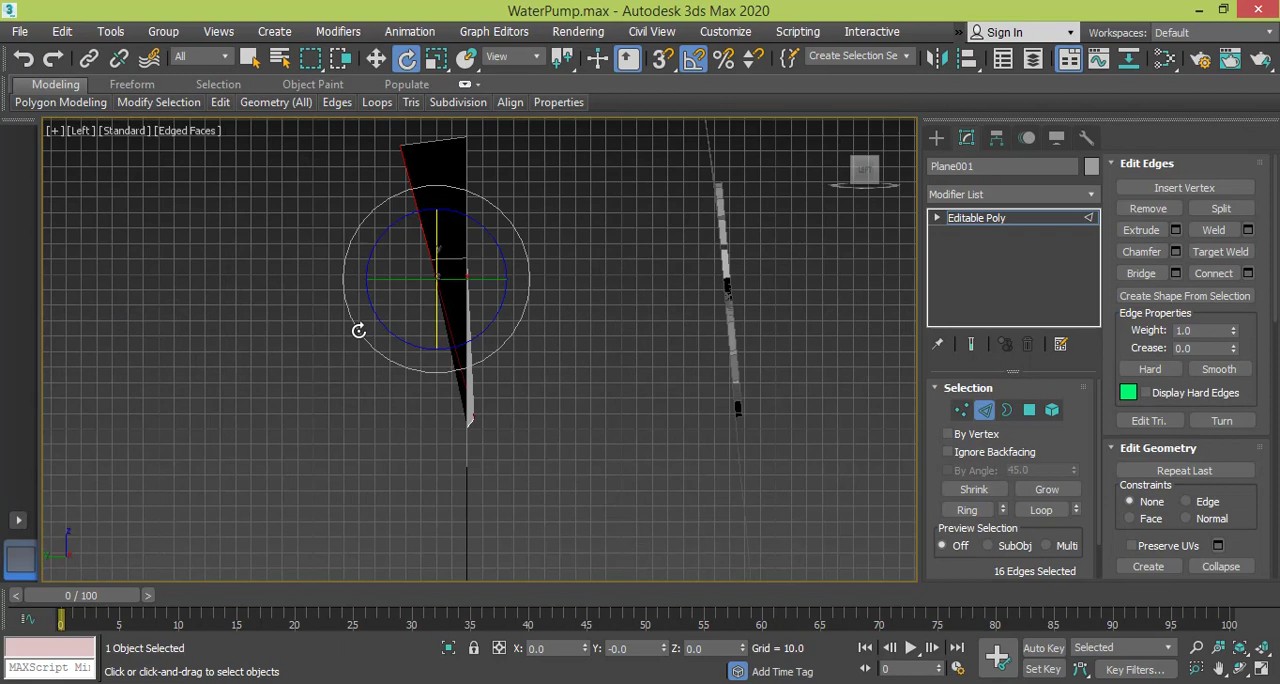 WaterPump.max - Autodesk 3ds Max 2020
File Edit Tools Group Views Create Modifiers Animation Graph Editors Rendering Civil View Customize Scripting Interactive Sign In Workspaces: Default
All View Create Selection Se
Modeling Freeform Selection Object Paint Populate
Polygon Modeling Modify Selection Edit Geometry (All) Edges Loops Tris Subdivision Align Properties
[+] [Left] [Standard] [Edged Faces]
Plane001
Modifier List
Editable Poly
Selection
By Vertex
Ignore Backfacing
By Angle: 45.0
Shrink Grow
Ring Loop
Preview Selection
Off SubObj Multi
16 Edges Selected
Edit Edges
Insert Vertex
Remove Split
Extrude Weld
Chamfer Target Weld
Bridge Connect
Create Shape From Selection
Edge Properties
Weight: 1.0
Crease: 0.0
Hard Smooth
Display Hard Edges
Edit Tri. Turn
Edit Geometry
Repeat Last
Constraints
None Edge
Face Normal
Preserve UVs
Create Collapse
z
< 0 / 100 >
0 5 10 15 20 25 30 35 40 45 50 55 60 65 70 75 80 85 90 95 100
1 Object Selected X: 0.0 Y: -0.0 Z: 0.0 Grid = 10.0 Auto Key Selected
MAXScript Mi Click or click-and-drag to select objects Add Time Tag 0 Set Key Key Filters...